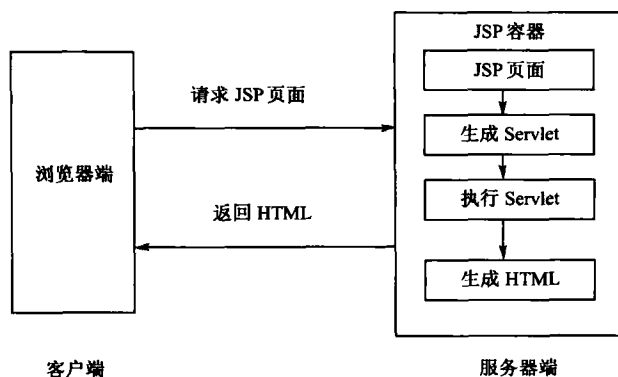 JSP 容器
JSP 页面
请求 JSP 页面
生成 Servlet
浏览器端
执行 Servlet
返回 HTML
生成 HTML
客户端
服务器端